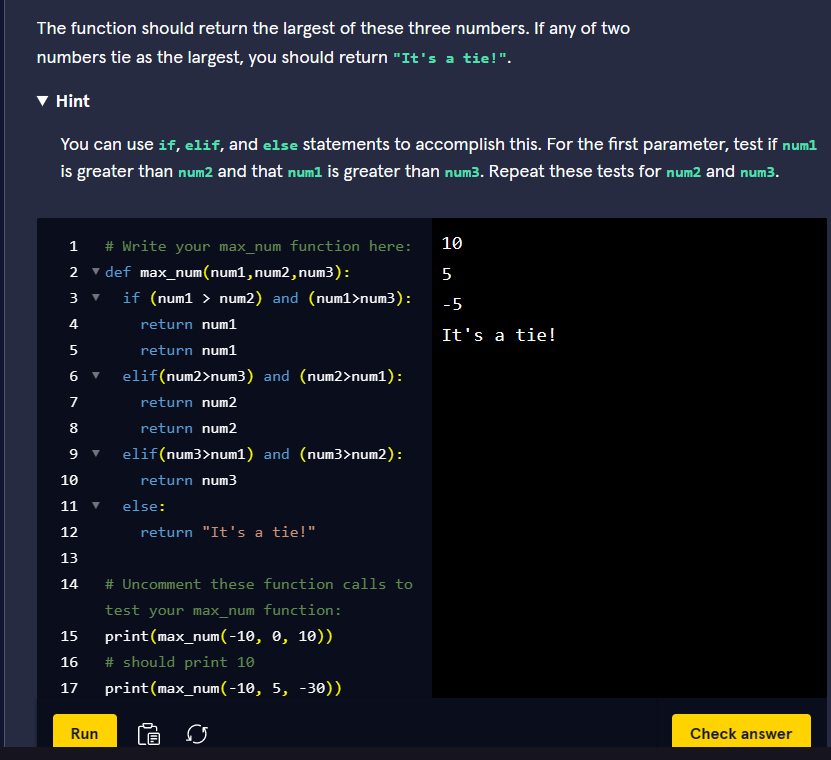 The function should return the largest of these three numbers. If any of two
numbers tie as the largest, you should return "It's a tie!".
▼ Hint
You can use if, elif, and else statements to accomplish this. For the first parameter, test if num1
is greater than num2 and that num1 is greater than num3. Repeat these tests for num2 and num3.
1 # Write your max_num function here:
2 ▼ def max_num(num1,num2,num3):
3 ▼   if (num1 > num2) and (num1>num3):
4     return num1
5     return num1
6 ▼   elif(num2>num3) and (num2>num1):
7     return num2
8     return num2
9 ▼   elif(num3>num1) and (num3>num2):
10     return num3
11 ▼   else:
12     return "It's a tie!"
13
14 # Uncomment these function calls to
test your max_num function:
15 print(max_num(-10, 0, 10))
16 # should print 10
17 print(max_num(-10, 5, -30))
10
5
-5
It's a tie!
Run
Check answer